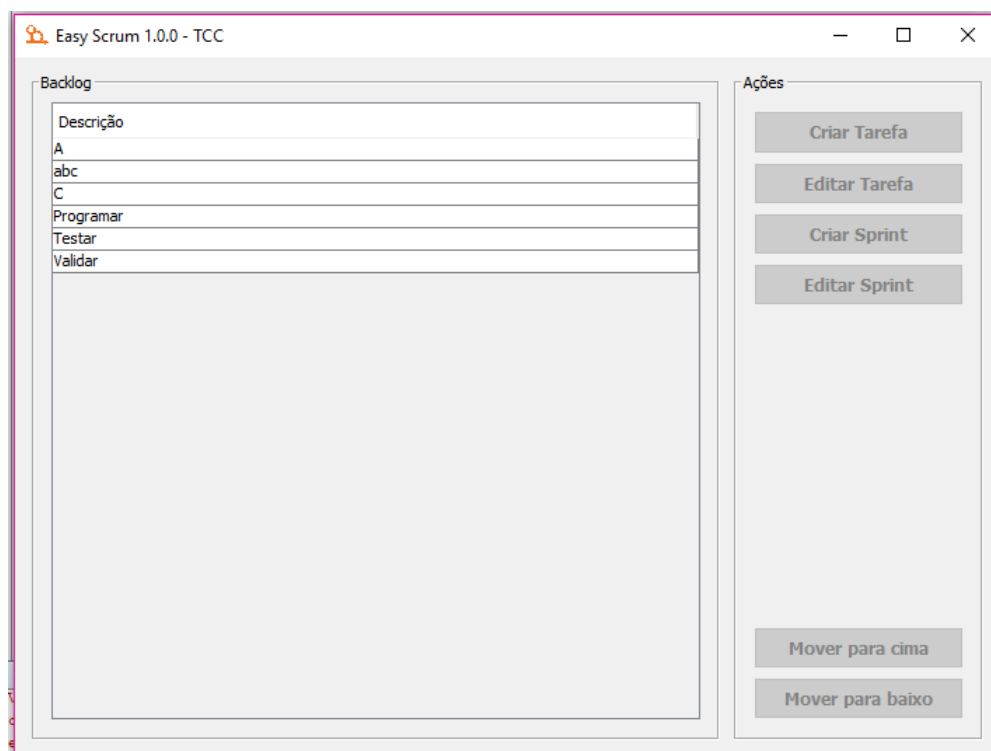 Easy Scrum 1.0.0 - TCC
Backlog
Descrição
A
abc
C
Programar
Testar
Validar
Ações
Criar Tarefa
Editar Tarefa
Criar Sprint
Editar Sprint
Mover para cima
Mover para baixo